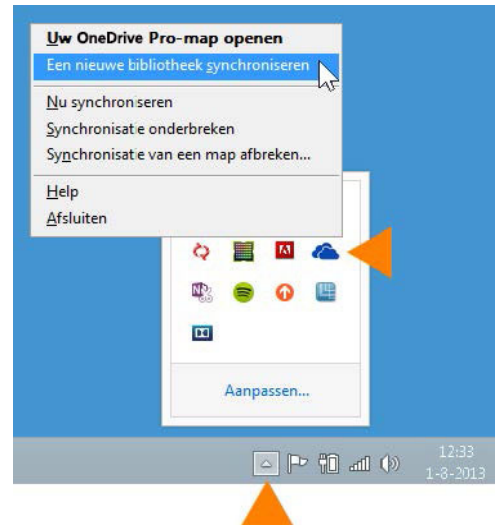 Uw OneDrive Pro-map openen
Een nieuwe bibliotheek synchroniseren
Nu synchroniseren
Synchronisatie onderbreken
Synchronisatie van een map afbreken...
Help
Afsluiten
Aanpassen...
12:33
1-8-2013